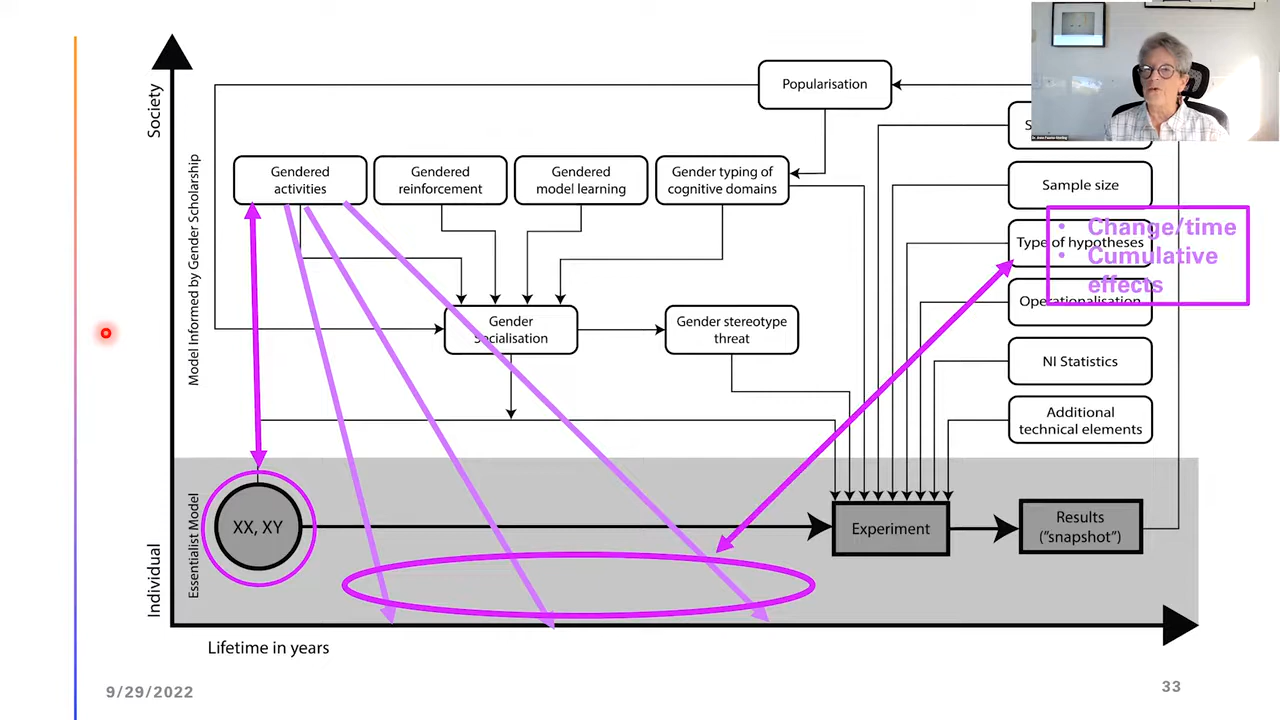 Society
Individual
Model Informed by Gender Scholarship
Essentialist Model
Popularisation
S
Gendered
activities
Gendered
reinforcement
Gendered
model learning
Gender typing of
cognitive domains
Sample size
Type of hypotheses
• Change/time
• Cumulative
effects
Operationalisation
Gender
Socialisation
Gender stereotype
threat
NI Statistics
Additional
technical elements
XX, XY
Experiment
Results
("snapshot")
Lifetime in years
9/29/2022
33